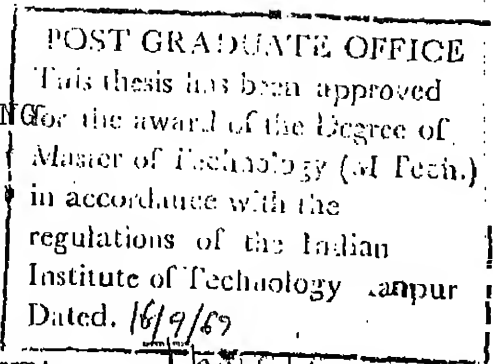 POST GRADUATE OFFICE
This thesis has been approved
NG
for the award of the Degree of
Master of Technology (M Tech.)
in accordance with the
regulations of the Indian
Institute of Technology Kanpur
Dated. 16/9/69